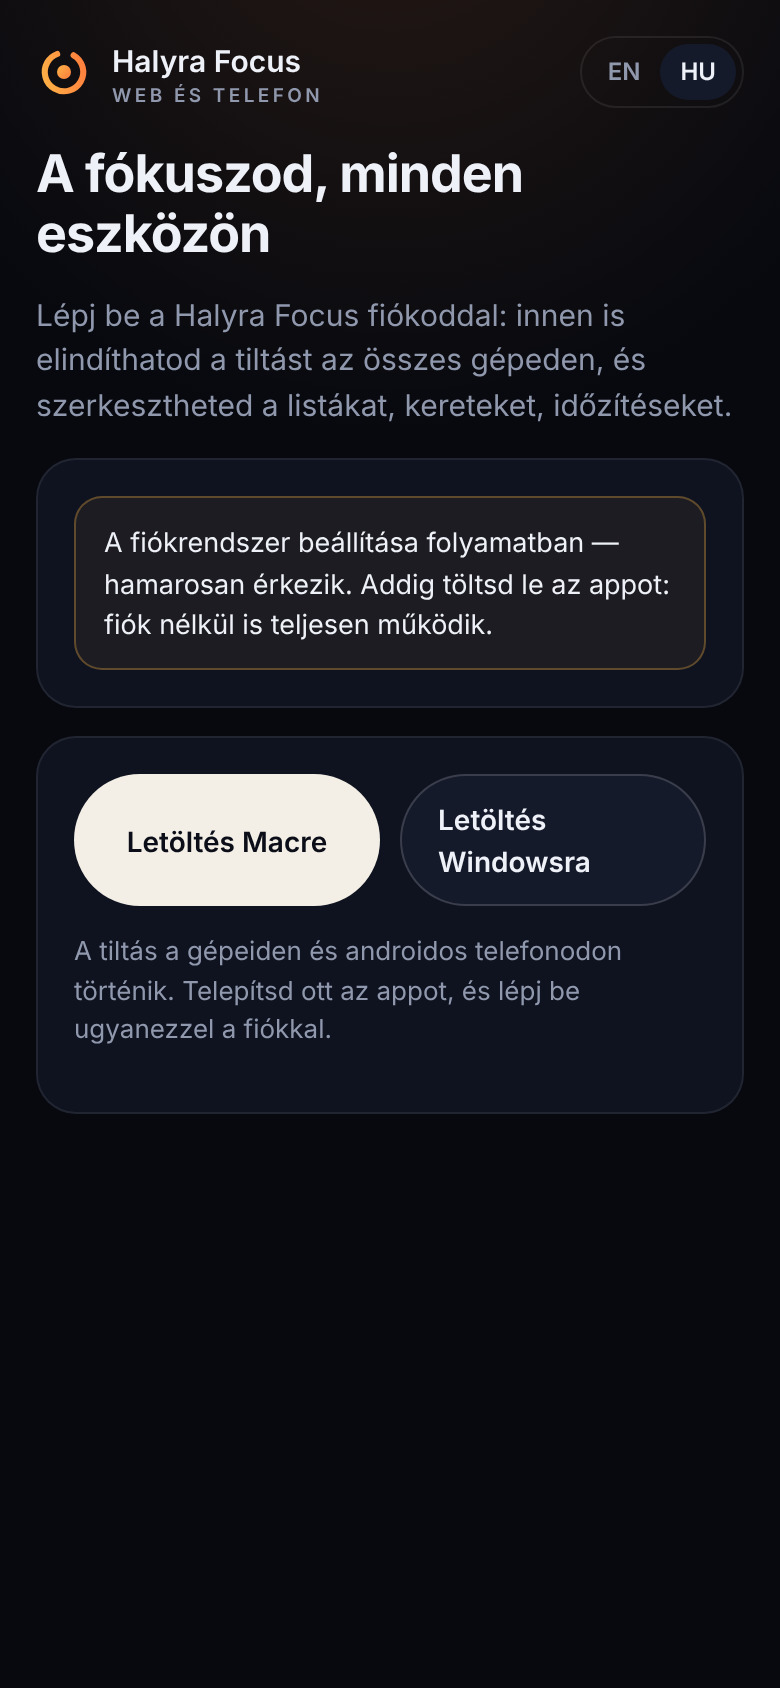 Halyra Focus
WEB ÉS TELEFON
EN
HU
A fókuszod, minden
eszközön
Lépj be a Halyra Focus fiókoddal: innen is
elindíthatod a tiltást az összes gépeden, és
szerkesztheted a listákat, kereteket, időzítéseket.
A fiókrendszer beállítása folyamatban —
hamarosan érkezik. Addig töltsd le az appot:
fiók nélkül is teljesen működik.
Letöltés Macre
Letöltés
Windowsra
A tiltás a gépeiden és androidos telefonodon
történik. Telepítsd ott az appot, és lépj be
ugyanezzel a fiókkal.